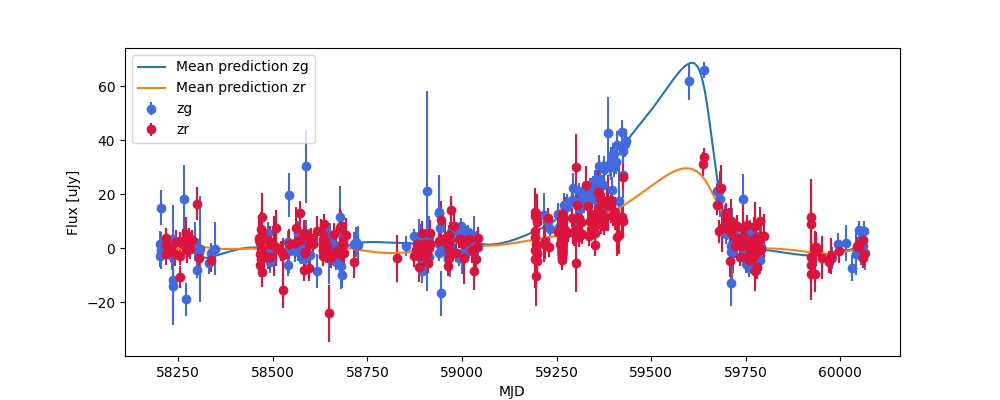 Mean prediction zg
Mean prediction zr
zg
zr
60
40
20
0
−20
Flux [uJy]
58250 58500 58750 59000 59250 59500 59750 60000
MJD